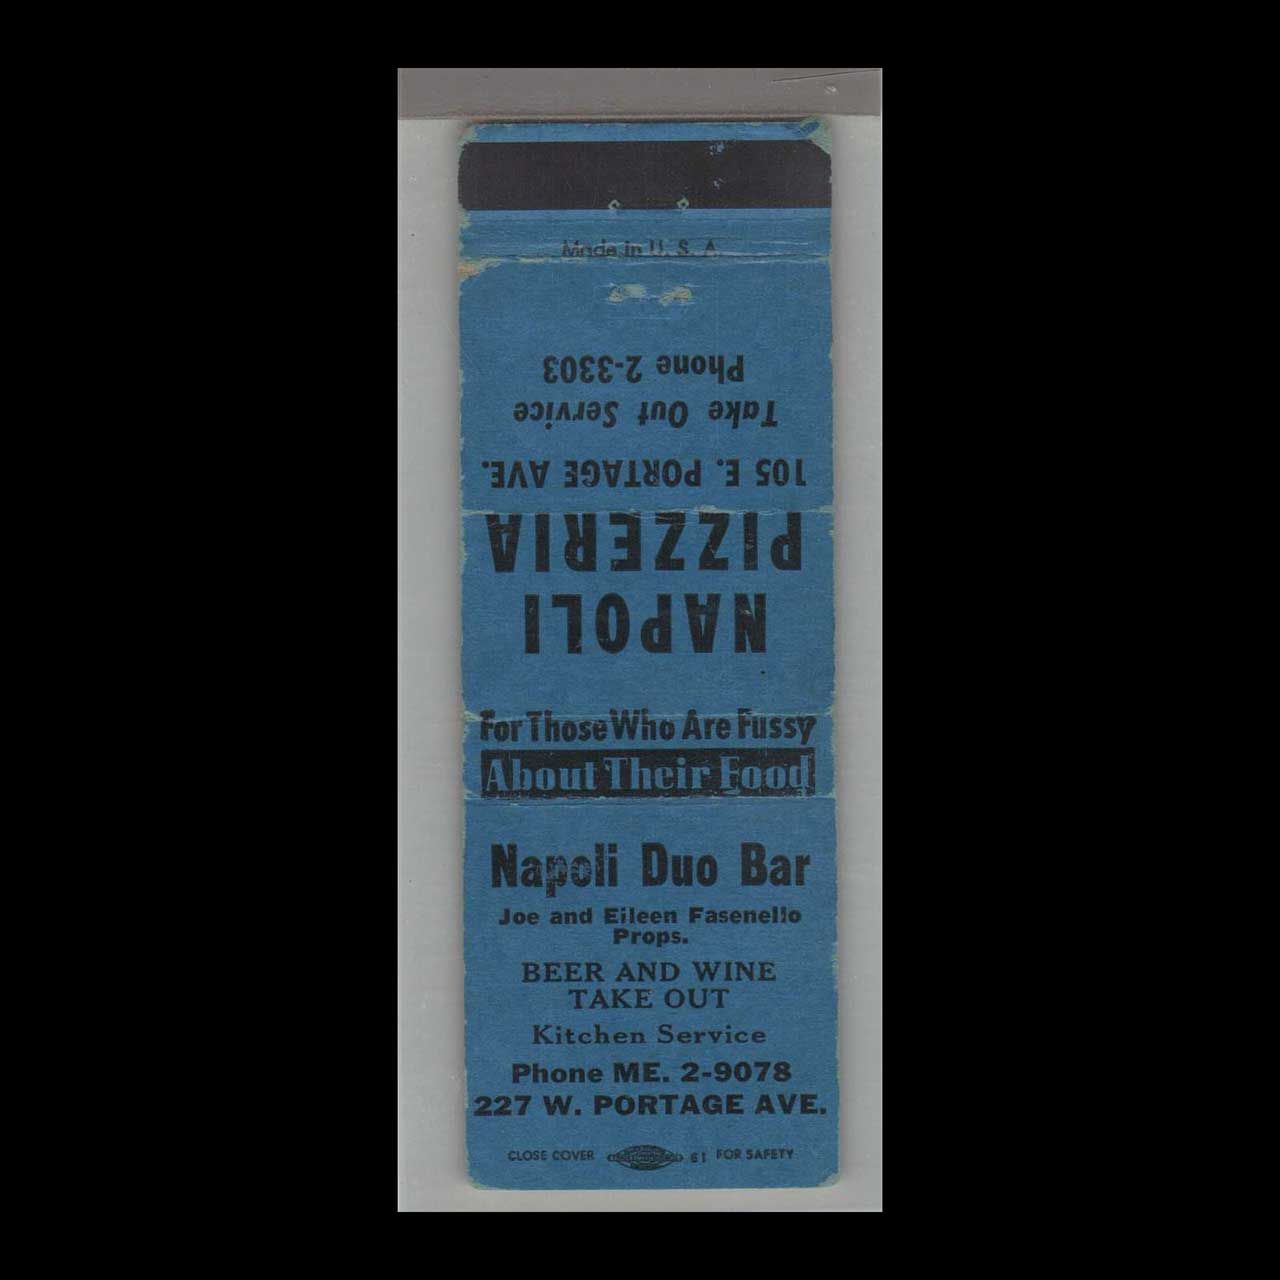 Made in U. S. A.
NAPOLI
PIZZERIA
105 E. PORTAGE AVE.
Take Out Service
Phone 2-3303
For Those Who Are Fussy
About Their Food
Napoli Duo Bar
Joe and Eileen Fasenello
Props.
BEER AND WINE
TAKE OUT
Kitchen Service
Phone ME. 2-9078
227 W. PORTAGE AVE.
CLOSE COVER 19 FOR SAFETY